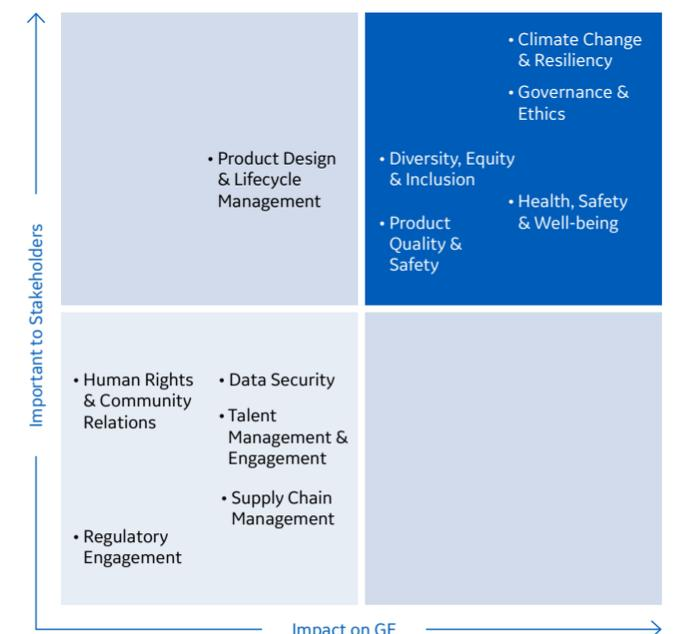 Important to Stakeholders
• Climate Change
& Resiliency
• Governance &
Ethics
• Product Design
& Lifecycle
Management
• Diversity, Equity
& Inclusion
• Health, Safety
& Well-being
• Product
Quality &
Safety
• Human Rights
& Community
Relations
• Data Security
• Talent
Management &
Engagement
• Supply Chain
Management
• Regulatory
Engagement
Impact on GE